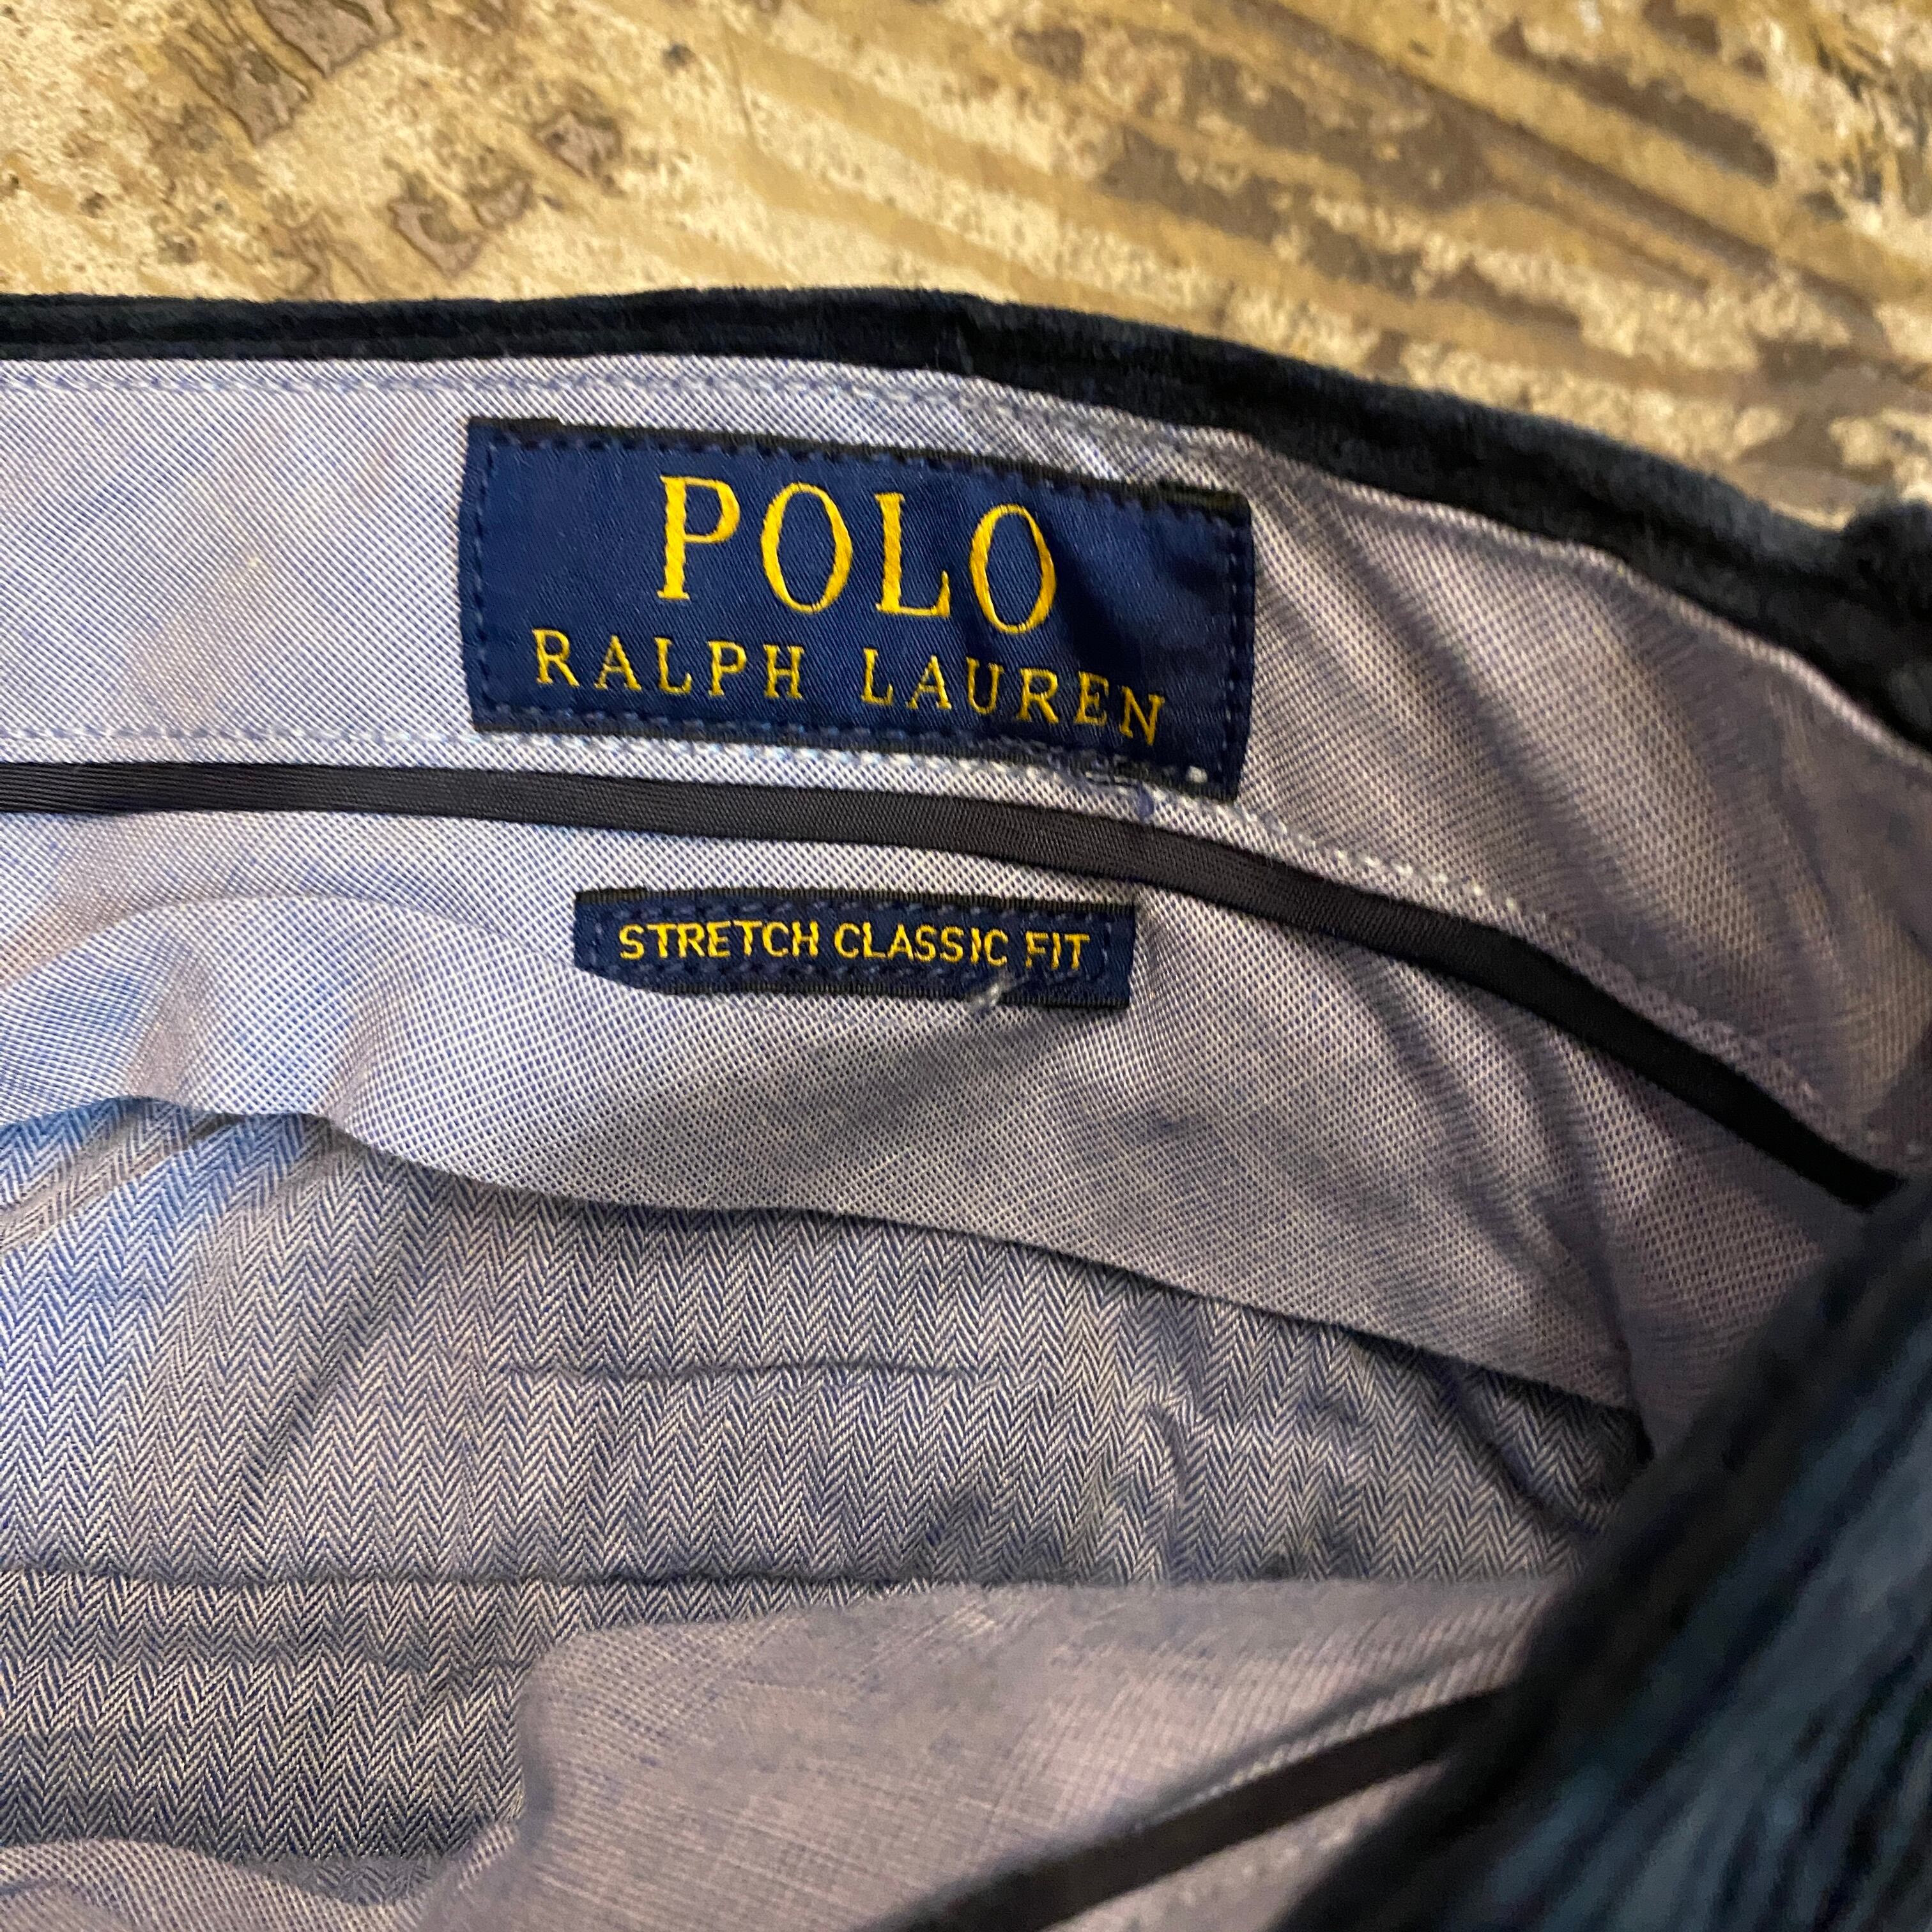 POLO
RALPH LAUREN
STRETCH CLASSIC FIT